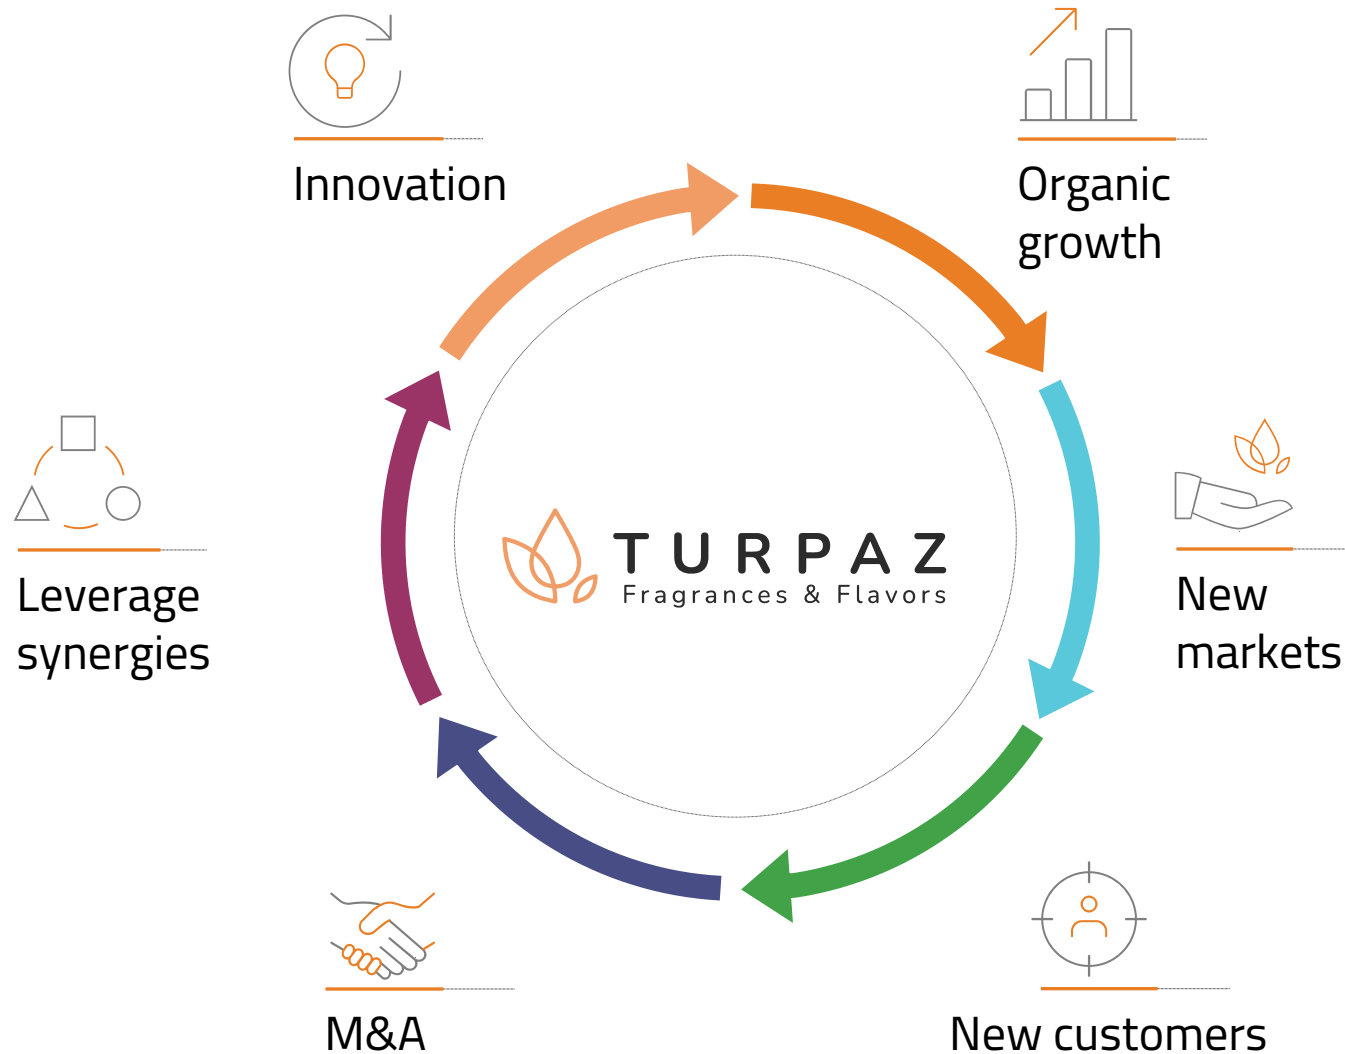 Innovation
Organic
growth
Leverage
synergies
TURPAZ
Fragrances & Flavors
New
markets
M&A
New customers